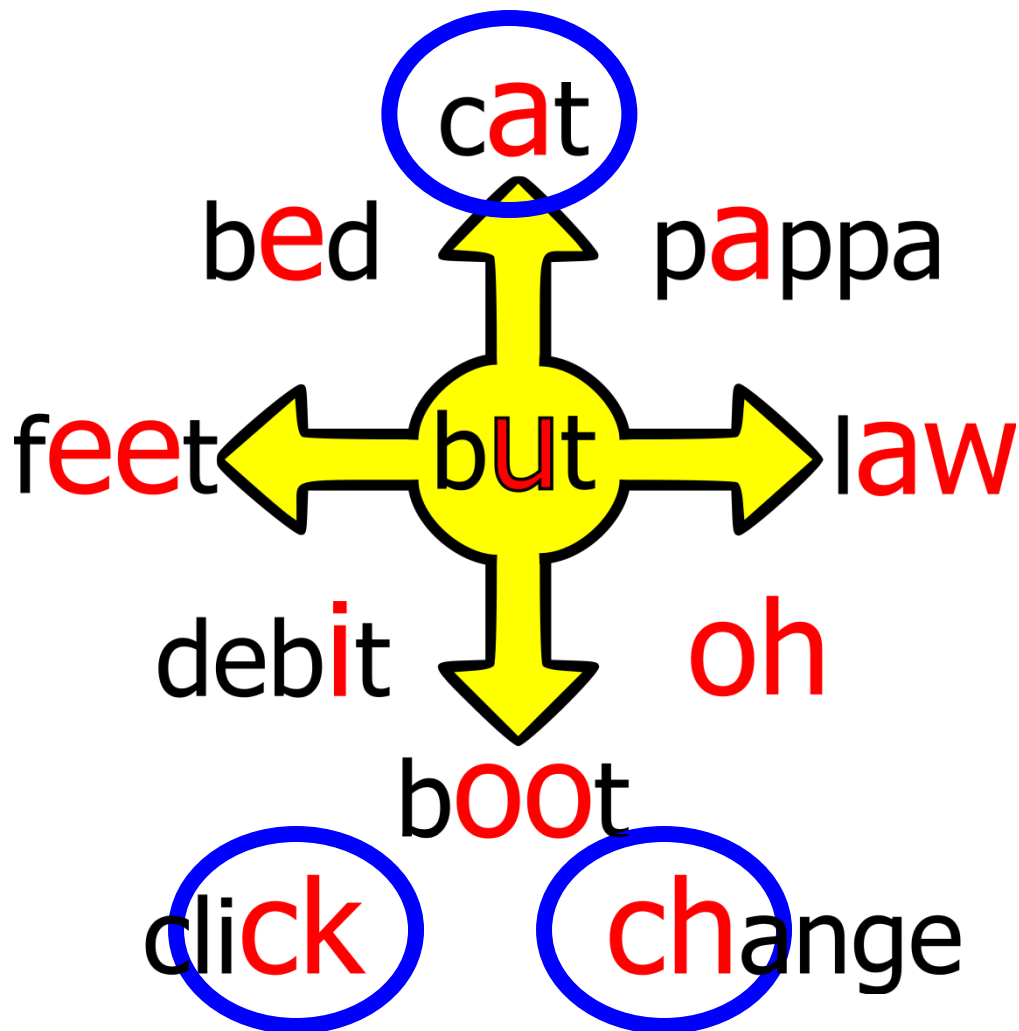 cat
bed pappa
feet but law
debit oh
boot
click change